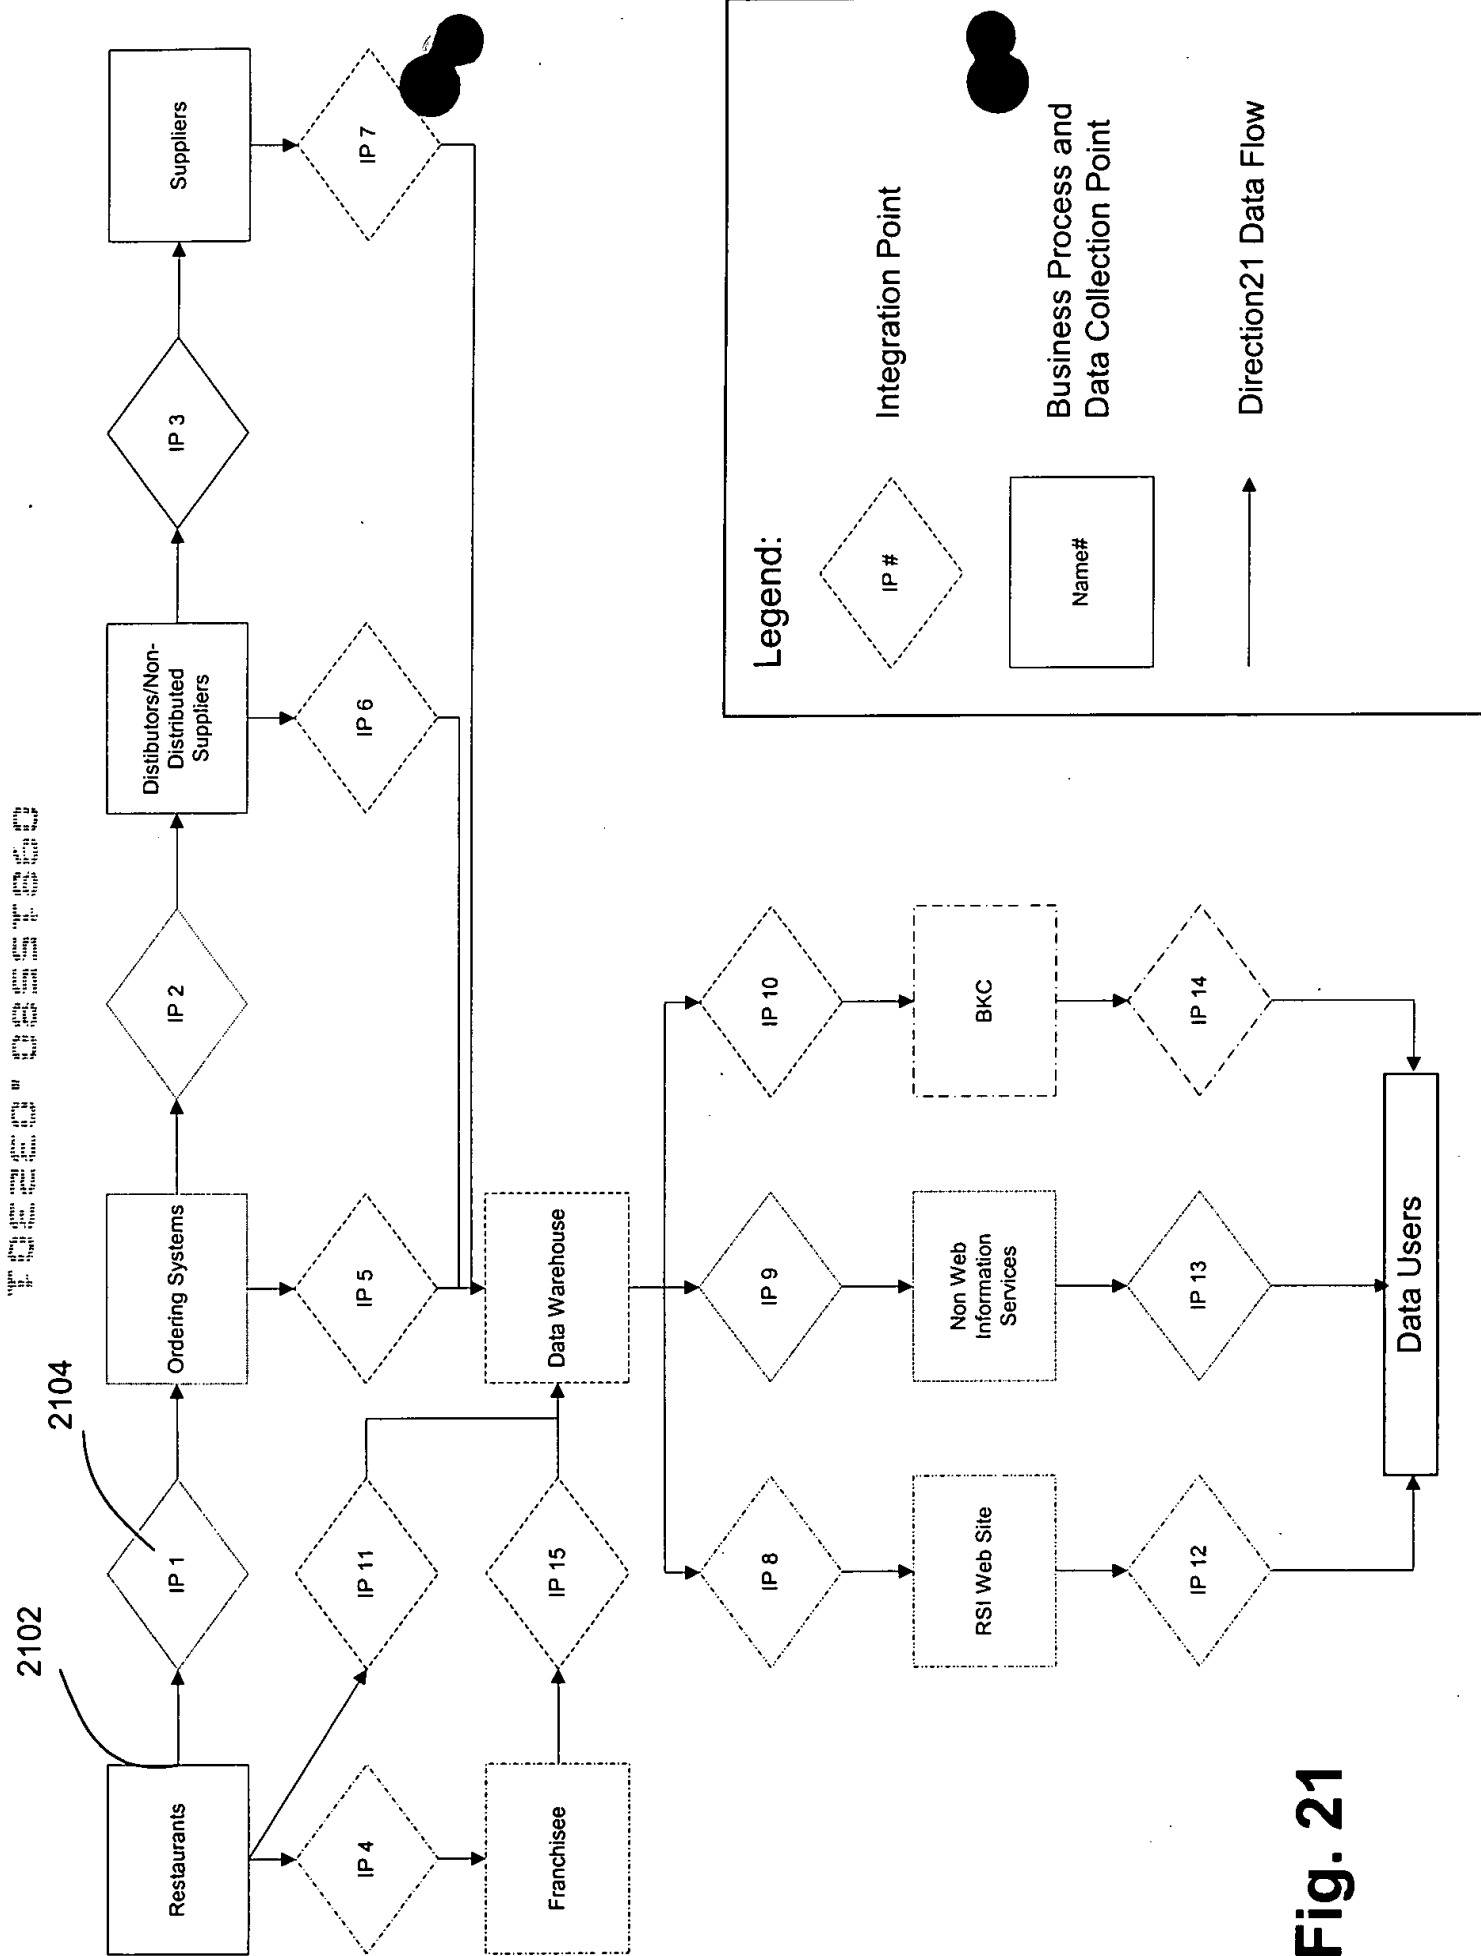 2102
2104
Restaurants
IP 1
Ordering Systems
IP 2
Distibutors/Non-
Distributed
Suppliers
IP 3
Suppliers
IP 4
IP 11
IP 5
IP 6
IP 7
Franchisee
IP 15
Data Warehouse
IP 8
IP 9
IP 10
RSI Web Site
Non Web
Information
Services
BKC
IP 12
IP 13
IP 14
Data Users
Legend:
IP #
Integration Point
Name#
Business Process and
Data Collection Point
Direction21 Data Flow
Fig. 21